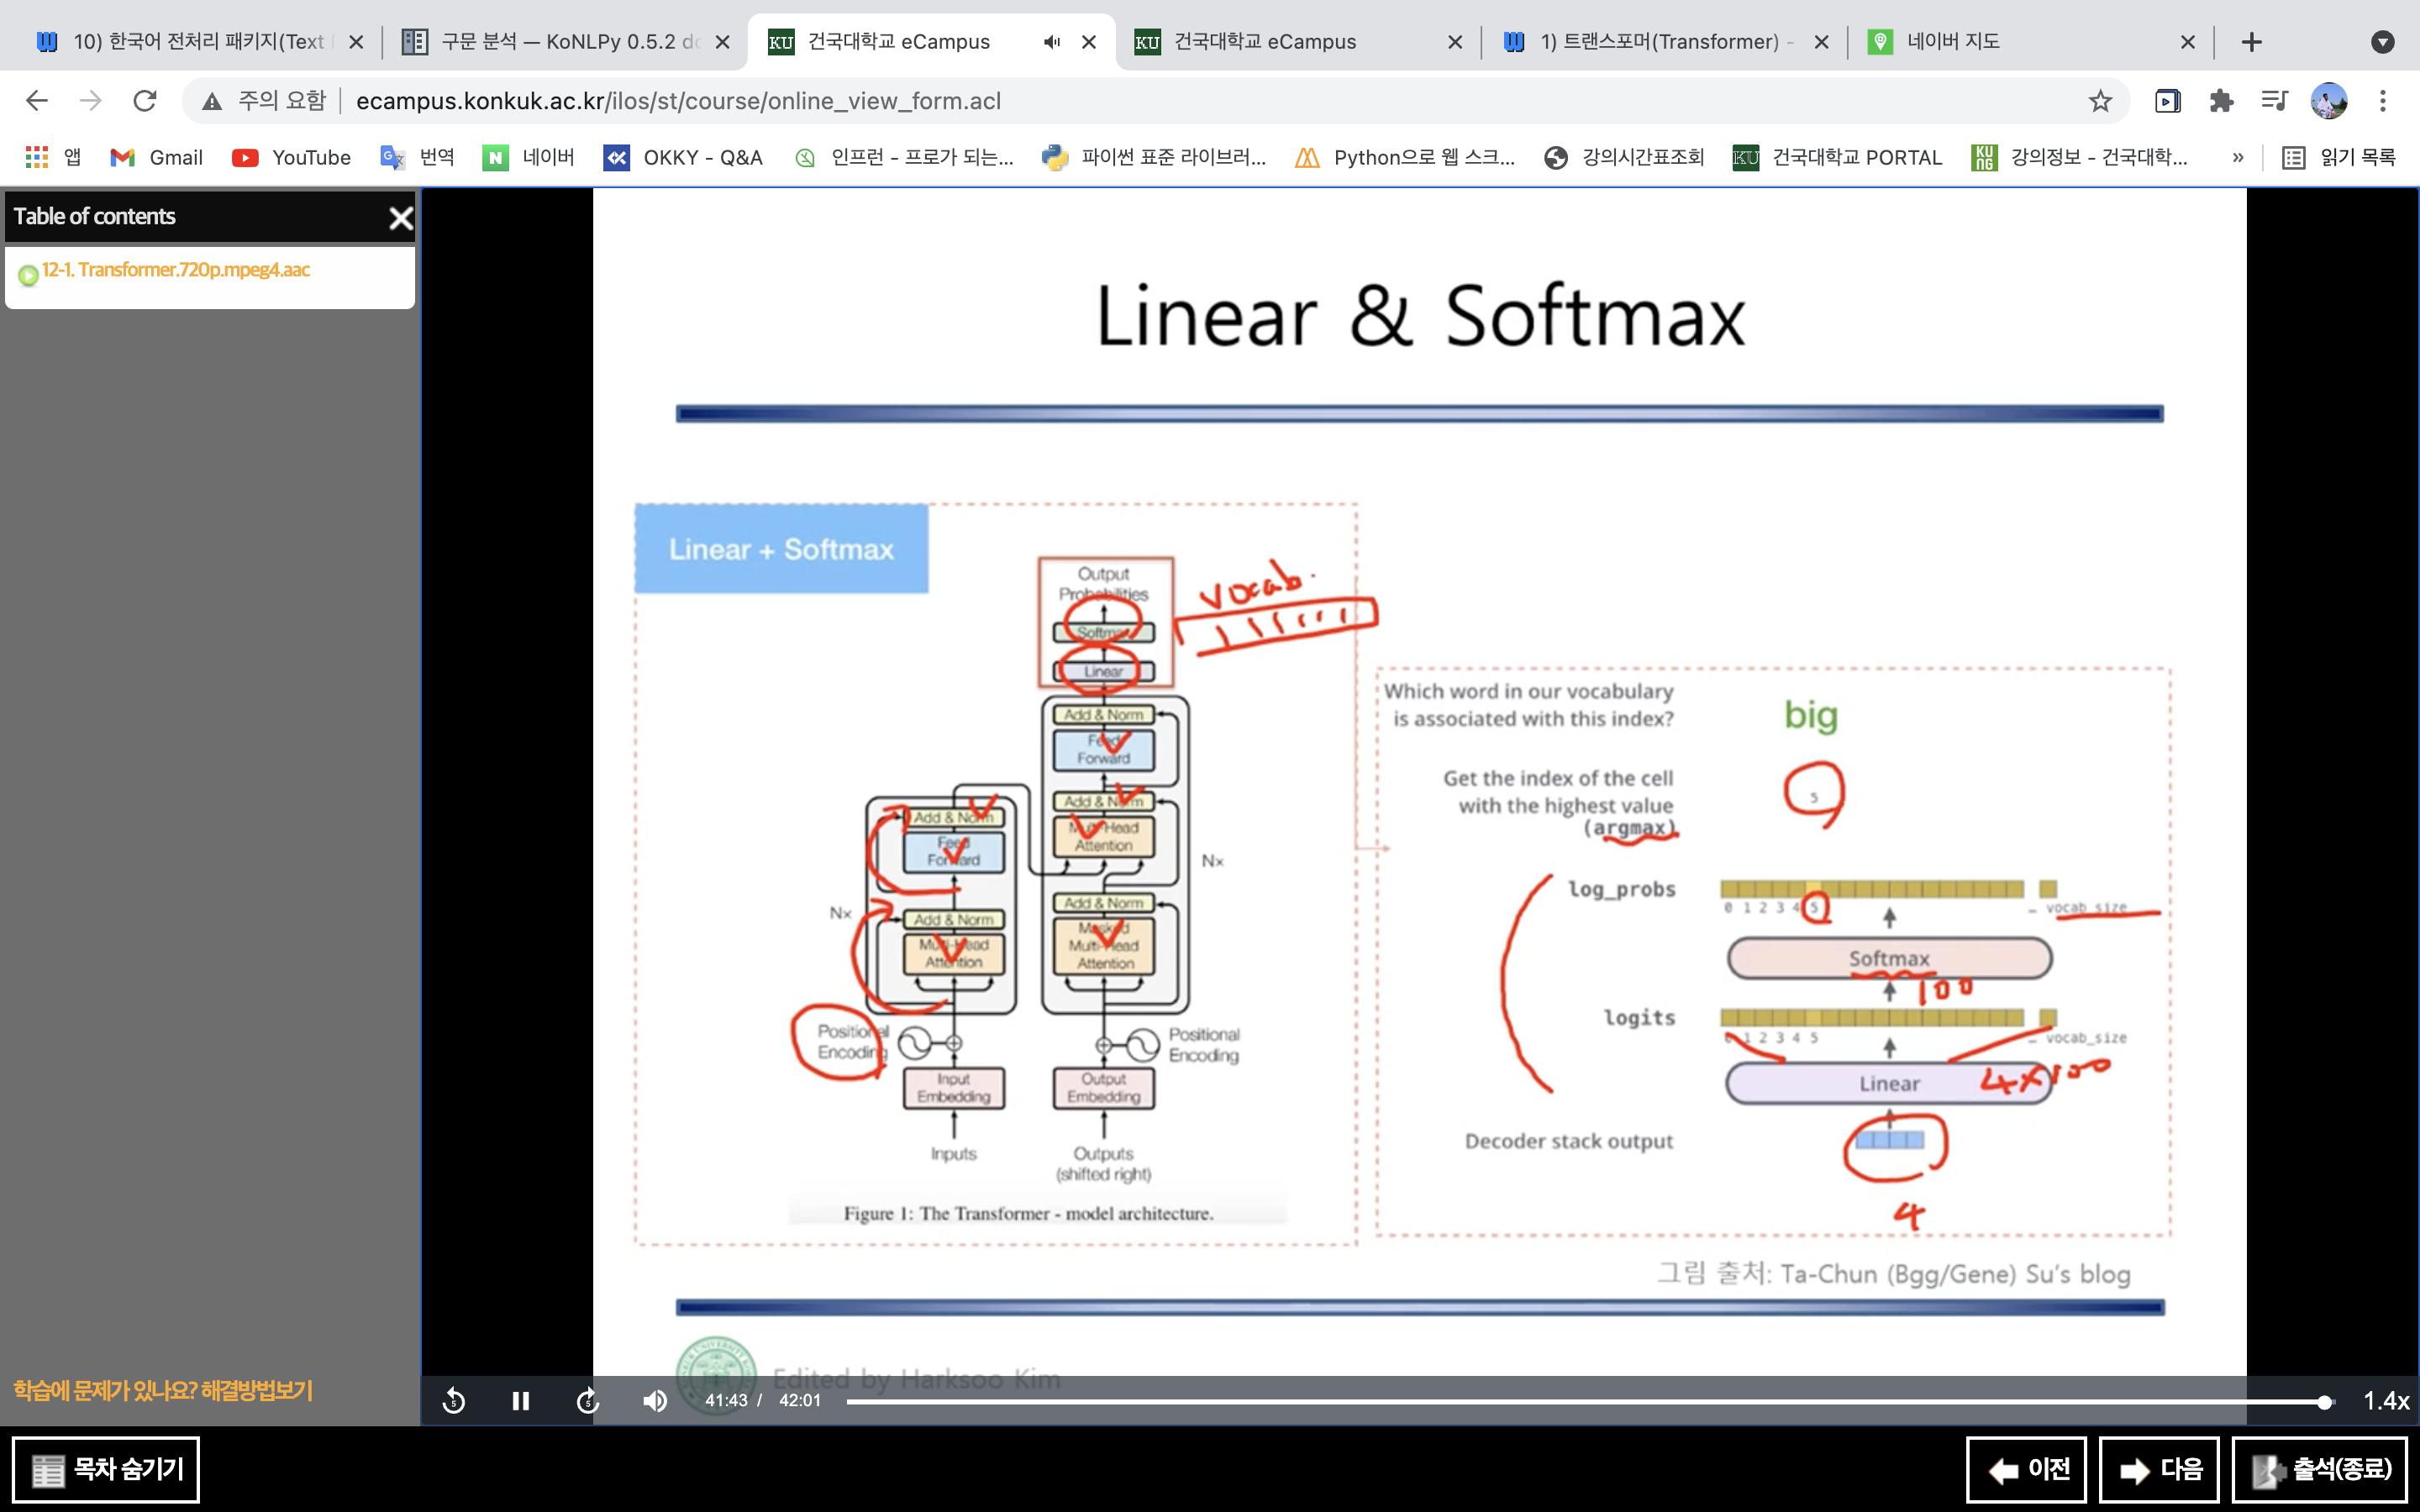 10) 한국어 전처리 패키지(Text
구문 분석 — KoNLPy 0.5.2 do
건국대학교 eCampus
건국대학교 eCampus
1) 트랜스포머(Transformer) -
네이버 지도
주의 요함
ecampus.konkuk.ac.kr/ilos/st/course/online_view_form.acl
앱
Gmail
YouTube
번역
네이버
OKKY - Q&A
인프런 - 프로가 되는...
파이썬 표준 라이브러...
Python으로 웹 스크...
강의시간표조회
건국대학교 PORTAL
강의정보 - 건국대학...
»
읽기 목록
Table of contents
12-1. Transformer.720p.mpeg4.aac
Linear & Softmax
Linear + Softmax
Output
Probabilities
Softmax
Linear
vocab.
Add & Norm
Feed
Forward
Add & Norm
Multi-Head
Attention
Nx
Add & Norm
Masked
Multi-Head
Attention
Add & Norm
Feed
Forward
Nx
Add & Norm
Multi-Head
Attention
Positional
Encoding
Positional
Encoding
Input
Embedding
Output
Embedding
Inputs
Outputs
(shifted right)
Figure 1: The Transformer - model architecture.
Which word in our vocabulary
is associated with this index?
big
Get the index of the cell
with the highest value
(argmax)
5
log_probs
0 1 2 3 4 5
... vocab_size
Softmax
100
logits
0 1 2 3 4 5
... vocab_size
Linear
4x100
Decoder stack output
4
그림 출처: Ta-Chun (Bgg/Gene) Su's blog
Edited by Harksoo Kim
학습에 문제가 있나요? 해결방법보기
41:43 / 42:01
1.4x
목차 숨기기
이전
다음
출석(종료)